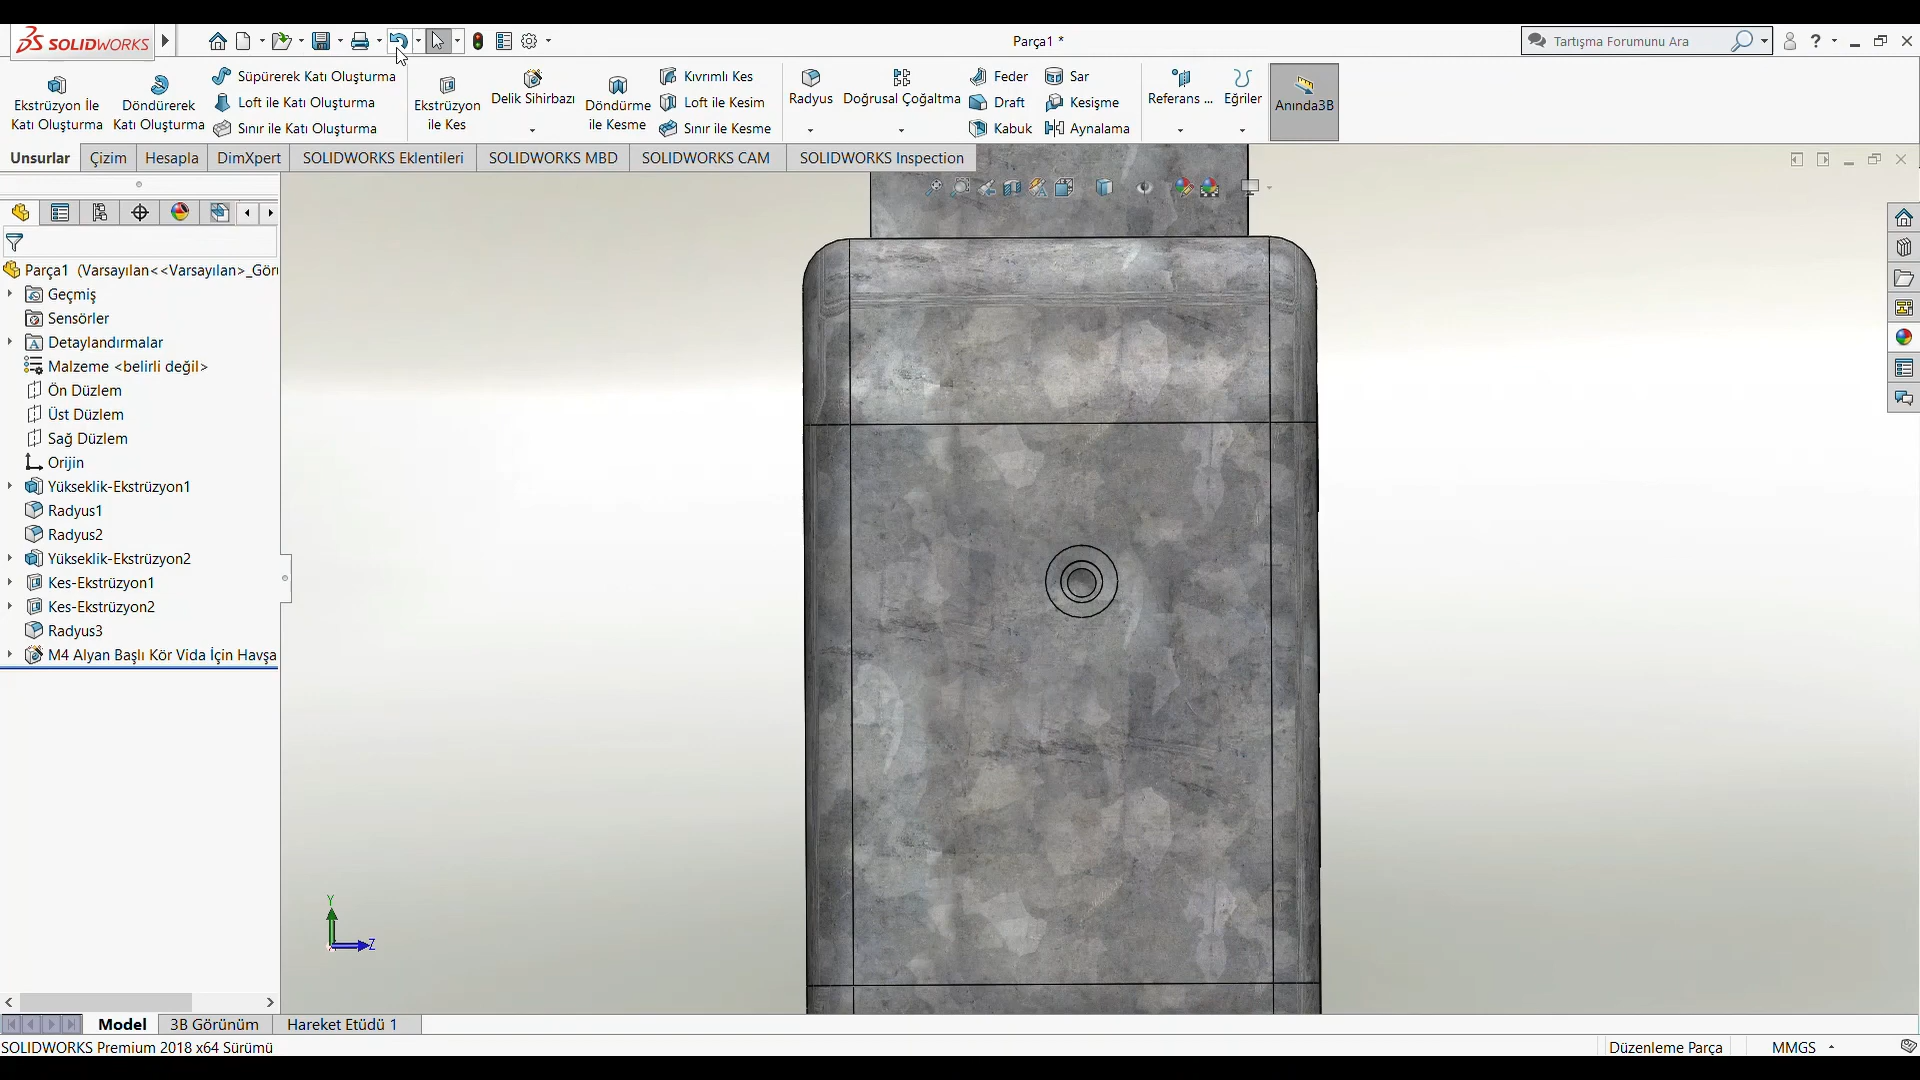 SOLIDWORKS
Parça1 *
Tartışma Forumunu Ara
?
Ekstrüzyon İle
Katı Oluşturma
Döndürerek
Katı Oluşturma
Süpürerek Katı Oluşturma
Loft ile Katı Oluşturma
Sınır ile Katı Oluşturma
Ekstrüzyon
ile Kes
Delik Sihirbazı
Döndürme
ile Kesme
Kıvrımlı Kes
Loft ile Kesim
Sınır ile Kesme
Radyus
Doğrusal Çoğaltma
Feder
Draft
Kabuk
Sar
Kesişme
Aynalama
Referans ...
Eğriler
Anında3B
Unsurlar
Çizim
Hesapla
DimXpert
SOLIDWORKS Eklentileri
SOLIDWORKS MBD
SOLIDWORKS CAM
SOLIDWORKS Inspection
Parça1 (Varsayılan<<Varsayılan>_Görü
Geçmiş
Sensörler
Detaylandırmalar
Malzeme <belirli değil>
Ön Düzlem
Üst Düzlem
Sağ Düzlem
Orijin
Yükseklik-Ekstrüzyon1
Radyus1
Radyus2
Yükseklik-Ekstrüzyon2
Kes-Ekstrüzyon1
Kes-Ekstrüzyon2
Radyus3
M4 Alyan Başlı Kör Vida İçin Havşa
Y
Z
Model
3B Görünüm
Hareket Etüdü 1
SOLIDWORKS Premium 2018 x64 Sürümü
Düzenleme Parça
MMGS